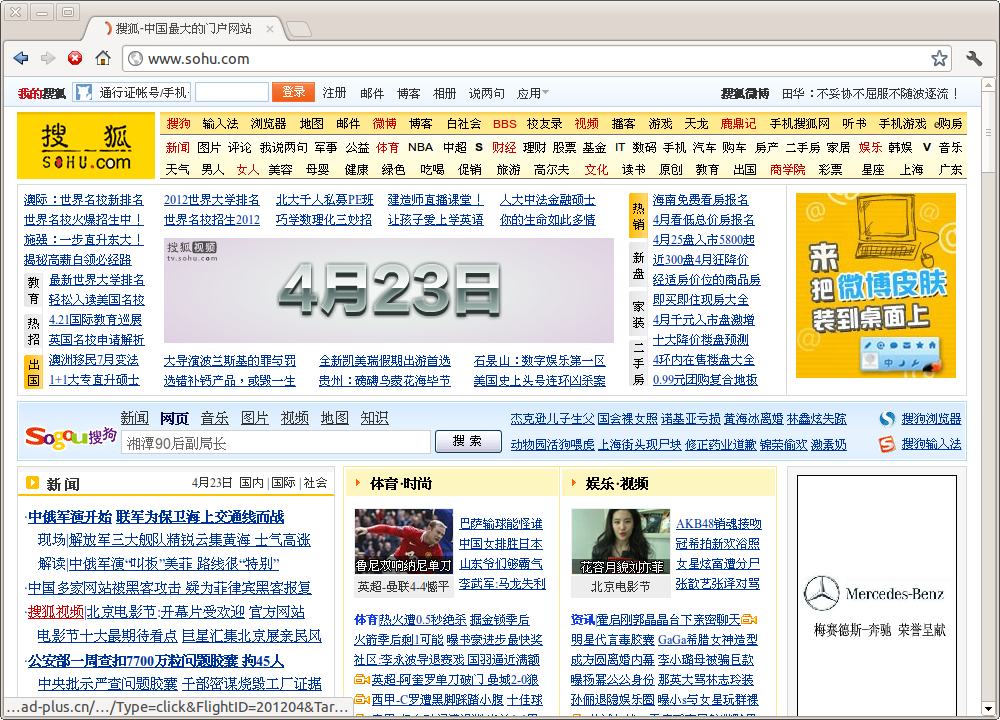 搜狐-中国最大的门户网站
www.sohu.com
我的搜狐 通行证帐号/手机 登录 注册 邮件 博客 相册 说两句 应用 搜狐微博 田华：不妥协不屈服不随波逐流！
搜狐
SOHU.com
搜狗 输入法 浏览器 地图 邮件 微博 博客 白社会 BBS 校友录 视频 播客 游戏 天龙 鹿鼎记 手机搜狐网 听书 手机游戏 e购房
新闻 图片 评论 我说两句 军事 公益 体育 NBA 中超 S 财经 理财 股票 基金 IT 数码 手机 汽车 购车 房产 二手房 家居 娱乐 韩娱 V 音乐
天气 男人 女人 美容 母婴 健康 绿色 吃喝 促销 旅游 高尔夫 文化 读书 原创 教育 出国 商学院 彩票 星座 上海 广东
澳际：世界名校新排名
世界名校火爆招生中！
施强：一步直升东大！
揭秘高薪白领必经路
教育
最新世界大学排名
轻松入读美国名校
热招
4.21国际教育巡展
英国名校申请解析
出国
澳洲移民7月变法
1+1大专直升硕士
2012世界大学排名 北大千人私募PE班 建造师直播课堂！ 人大中法金融硕士
世界名校招生2012 巧学数理化三妙招 让孩子爱上学英语 你的生命如此多情
搜狐视频
tv.sohu.com
4月23日
大导演波兰斯基的罪与罚 全新凯美瑞假期出游首选 石景山：数字娱乐第一区
选错补钙产品，或毁一生 贵州：磅礴乌蒙花海毕节 美国史上头号连环凶杀案
热销
海南免费看房报名
4月看低总价房报名
4月25盘入市5800起
新盘
近300盘4月狂降价
经适房价位的商品房
家装
即买即住现房大全
4月千元入市盘激增
十大降价楼盘预测
二手房
4环内在售楼盘大全
0.99元团购复合地板
来
把微博皮肤
装到桌面上
Sogou搜狗
新闻 网页 音乐 图片 视频 地图 知识
湘潭90后副局长 搜 索
杰克逊儿子生父 国会裸女照 诺基亚亏损 黄海冰离婚 林鑫炫失踪
动物园活狗喂虎 上海街头现尸块 修正药业道歉 锦荣偷欢 激素奶
搜狗浏览器
搜狗输入法
新闻 4月23日 国内 | 国际 | 社会
·中俄军演开始 联军为保卫海上交通线而战
现场|解放军三大舰队精锐云集黄海 士气高涨
解读|中俄军演“叫板”美菲 路线很“特别”
·中国多家网站被黑客攻击 疑为菲律宾黑客报复
·搜狐视频|北京电影节:开幕片受欢迎 官方网站
电影节十大最期待看点 巨星汇集北京展亲民风
·公安部一周查扣7700万粒问题胶囊 拘45人
中央批示严查问题胶囊 干部密谋烧毁工厂证据
体育·时尚
鲁尼双响纳尼单刀
英超-曼联4-4憾平
巴萨输球能怪谁
中国女排胜日本
山东爷们够霸气
李武军:马龙失利
体育|热火遭0.5秒绝杀 掘金锁季后
火箭季后剩1可能 曝书豪进步最快奖
社区:李永波导退赛戏 国羽逼近满额
英超-阿奎罗单刀破门 曼城2-0狼
西甲-C罗遭黑脚踩踏小腹 十佳球
娱乐·视频
花容月貌刘亦菲
北京电影节
AKB48销魂接吻
冠希拍新欢浴照
女星炫富遭分尸
张歆艺张译对骂
资讯|霍启刚郭晶晶台下亲密聊天
明星代言毒胶囊 GaGa希腊女神造型
成方圆离婚内幕 李小璐母被骗巨款
曝杨幂公公身份 那英大骂林志玲装
孙俪退隐娱乐圈 曝小s与女星玩群裸
Mercedes-Benz
梅赛德斯-奔驰 荣誉呈献
...ad-plus.cn/.../Type=click&FlightID=201204&Tar...